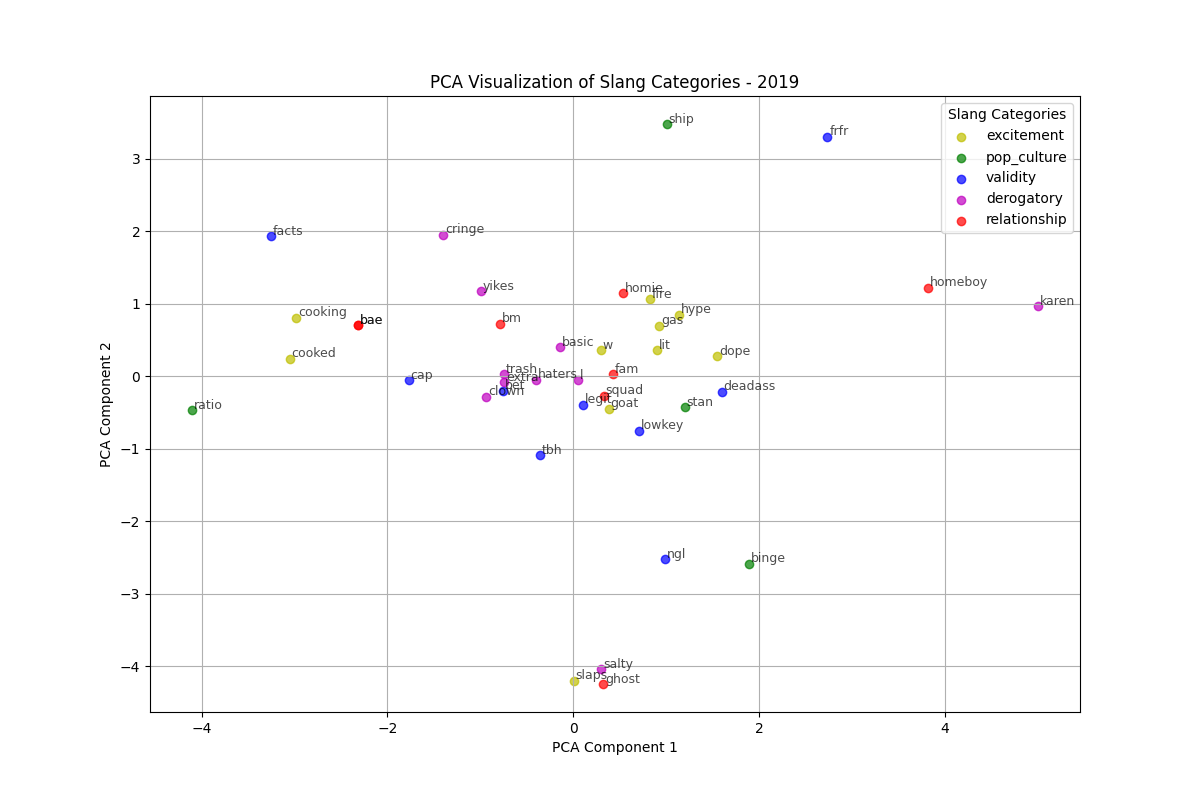 PCA Visualization of Slang Categories - 2019
Slang Categories
excitement
pop_culture
validity
derogatory
relationship
ship
frfr
facts
cringe
yikes
homie
fire
homeboy
karen
cooking
bae
bm
hype
gas
basic
w
lit
dope
cooked
cap
trash
extra
bet
clown
haters
l
fam
squad
legit
goat
stan
deadass
ratio
lowkey
tbh
ngl
binge
salty
slaps
ghost
3
2
1
0
−1
−2
−3
−4
PCA Component 2
−4
−2
0
2
4
PCA Component 1